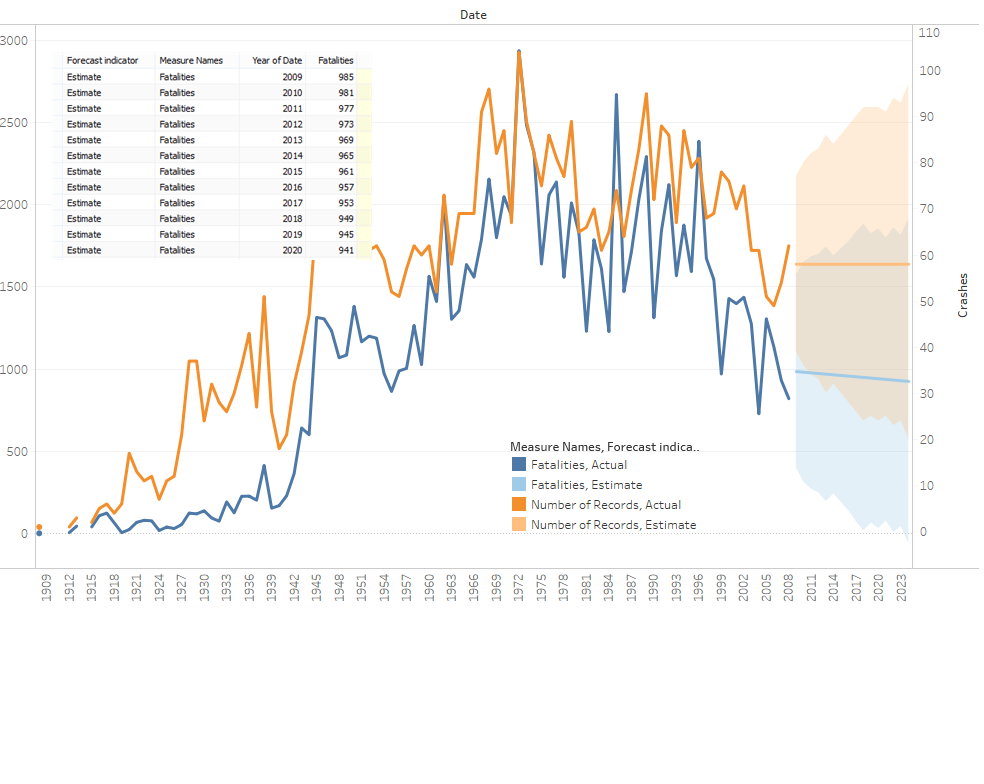 Date
3000
2500
2000
1500
1000
500
0
110
100
90
80
70
60
50
40
30
20
10
0
Crashes
Forecast indicator Measure Names Year of Date Fatalities
Estimate Fatalities 2009 985
Estimate Fatalities 2010 981
Estimate Fatalities 2011 977
Estimate Fatalities 2012 973
Estimate Fatalities 2013 969
Estimate Fatalities 2014 965
Estimate Fatalities 2015 961
Estimate Fatalities 2016 957
Estimate Fatalities 2017 953
Estimate Fatalities 2018 949
Estimate Fatalities 2019 945
Estimate Fatalities 2020 941
Measure Names, Forecast indica..
Fatalities, Actual
Fatalities, Estimate
Number of Records, Actual
Number of Records, Estimate
1909 1912 1915 1918 1921 1924 1927 1930 1933 1936 1939 1942 1945 1948 1951 1954 1957 1960 1963 1966 1969 1972 1975 1978 1981 1984 1987 1990 1993 1996 1999 2002 2005 2008 2011 2014 2017 2020 2023